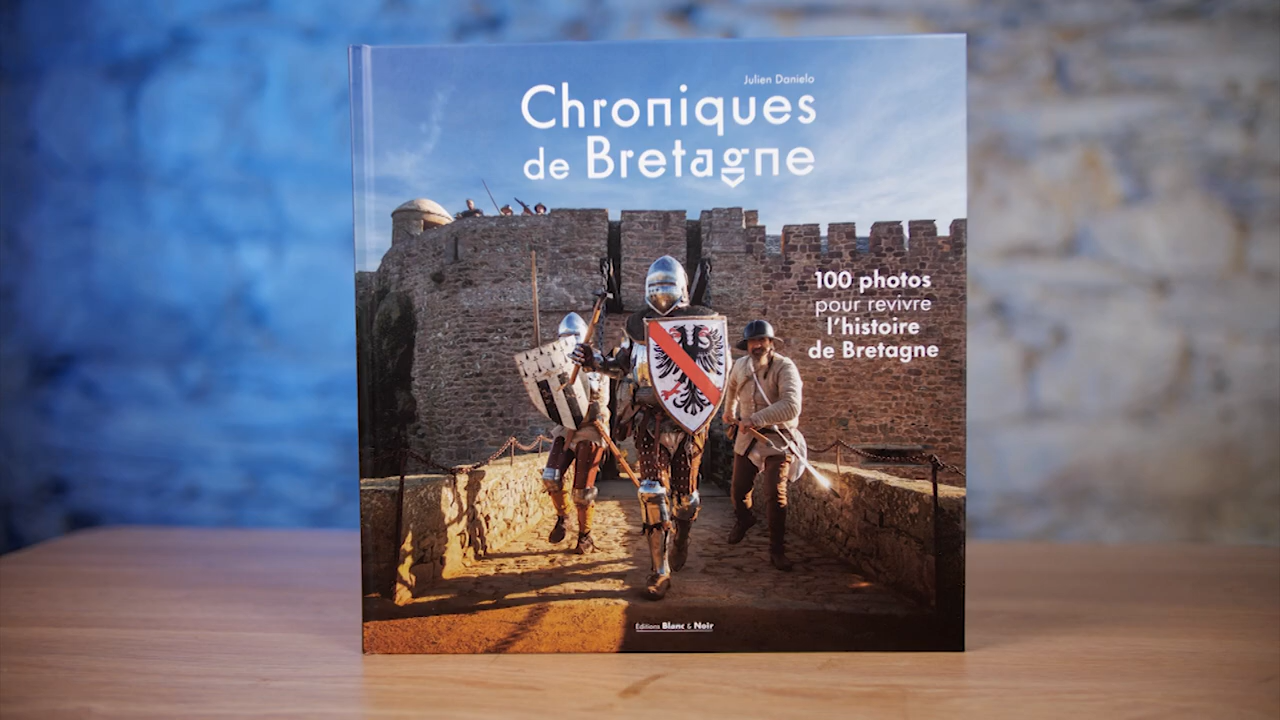 Julien Danielo
Chroniques
de Bretagne
100 photos
pour revivre
l'histoire
de Bretagne
Éditions Blanc & Noir